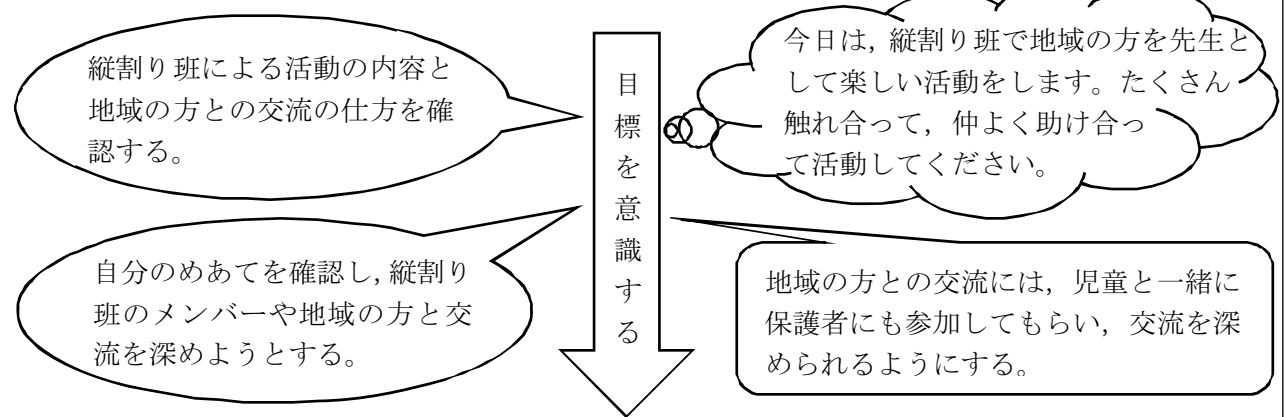 縦割り班による活動の内容と
地域の方との交流の仕方を確
認する。
目標を意識する
今日は，縦割り班で地域の方を先生と
して楽しい活動をします。たくさん
触れ合って，仲よく助け合っ
て活動してください。
自分のめあてを確認し，縦割り
班のメンバーや地域の方と交
流を深めようとする。
地域の方との交流には，児童と一緒に
保護者にも参加してもらい，交流を深
められるようにする。